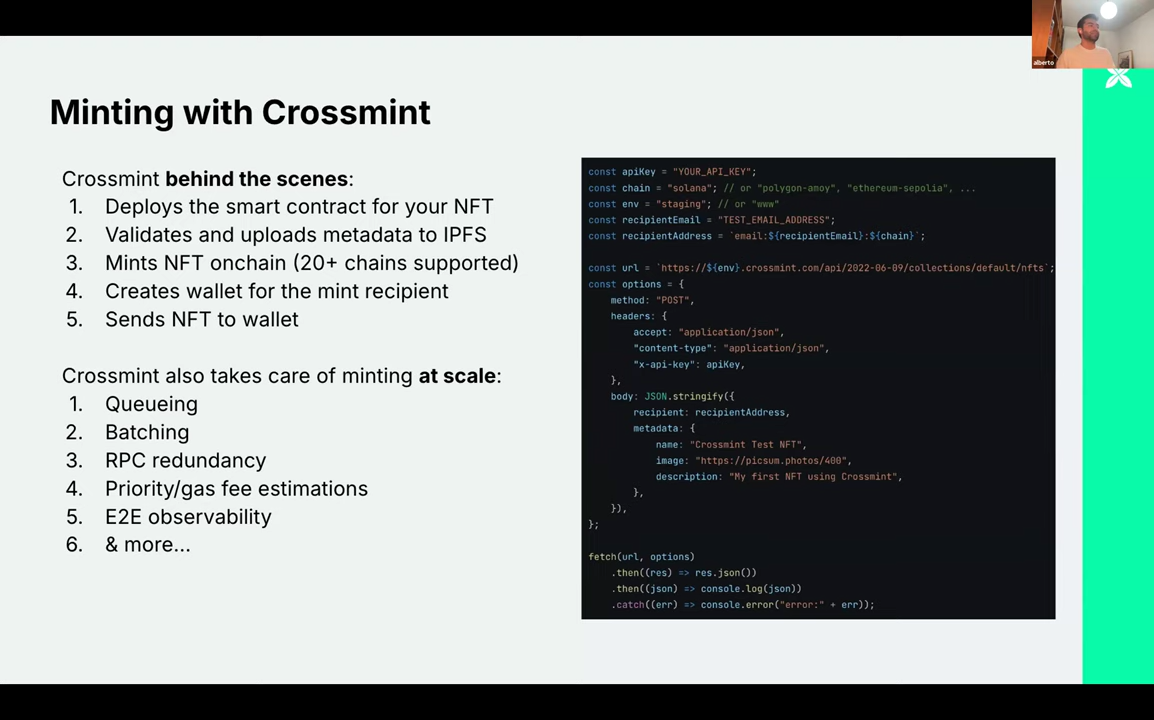 alberto
Minting with Crossmint
Crossmint behind the scenes:
1. Deploys the smart contract for your NFT
2. Validates and uploads metadata to IPFS
3. Mints NFT onchain (20+ chains supported)
4. Creates wallet for the mint recipient
5. Sends NFT to wallet
Crossmint also takes care of minting at scale:
1. Queueing
2. Batching
3. RPC redundancy
4. Priority/gas fee estimations
5. E2E observability
6. & more...
const apiKey = "YOUR_API_KEY";
const chain = "solana"; // or "polygon-amoy", "ethereum-sepolia", ...
const env = "staging"; // or "www"
const recipientEmail = "TEST_EMAIL_ADDRESS";
const recipientAddress = `email:${recipientEmail}:${chain}`;
const url = `https://${env}.crossmint.com/api/2022-06-09/collections/default/nfts`;
const options = {
method: "POST",
headers: {
accept: "application/json",
"content-type": "application/json",
"x-api-key": apiKey,
},
body: JSON.stringify({
recipient: recipientAddress,
metadata: {
name: "Crossmint Test NFT",
image: "https://picsum.photos/400",
description: "My first NFT using Crossmint",
},
}),
};
fetch(url, options)
.then((res) => res.json())
.then((json) => console.log(json))
.catch((err) => console.error("error:" + err));